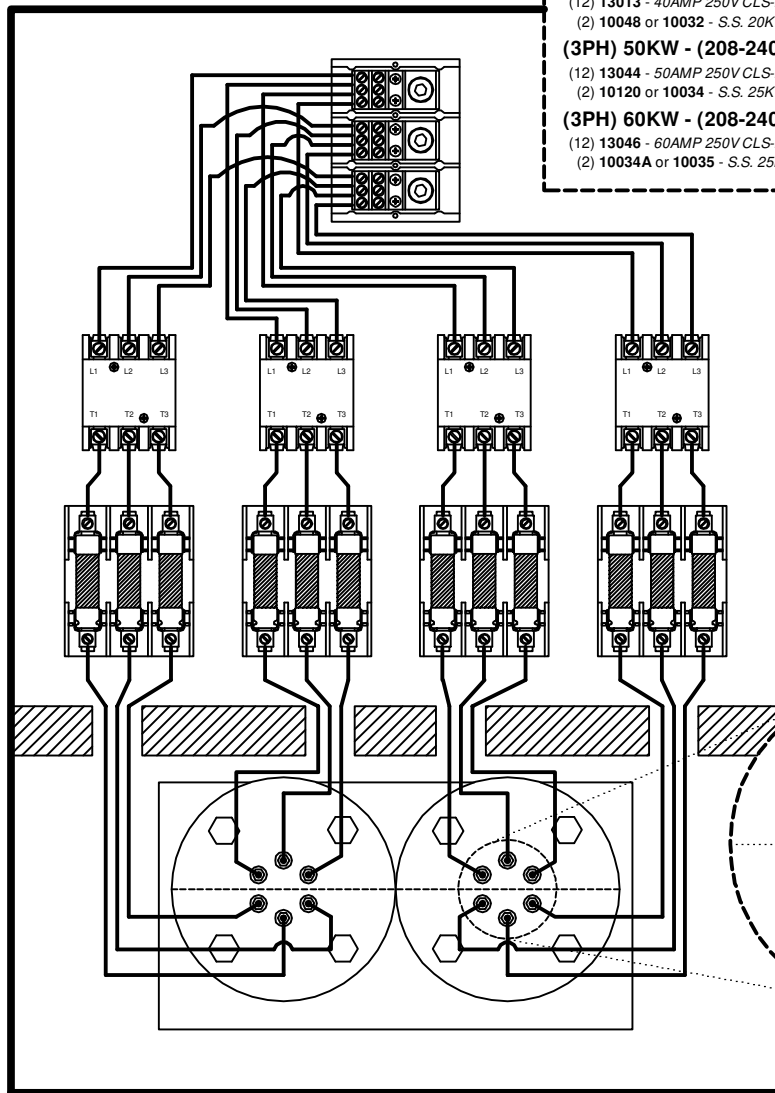 (12) 13013 - 40AMP 250V CLS-
(2) 10048 or 10032 - S.S. 20K
(3PH) 50KW - (208-240
(12) 13044 - 50AMP 250V CLS-
(2) 10120 or 10034 - S.S. 25K
(3PH) 60KW - (208-240
(12) 13046 - 60AMP 250V CLS-
(2) 10034A or 10035 - S.S. 25
L1 L2 L3
T1 T2 T3
L1 L2 L3
T1 T2 T3
L1 L2 L3
T1 T2 T3
L1 L2 L3
T1 T2 T3